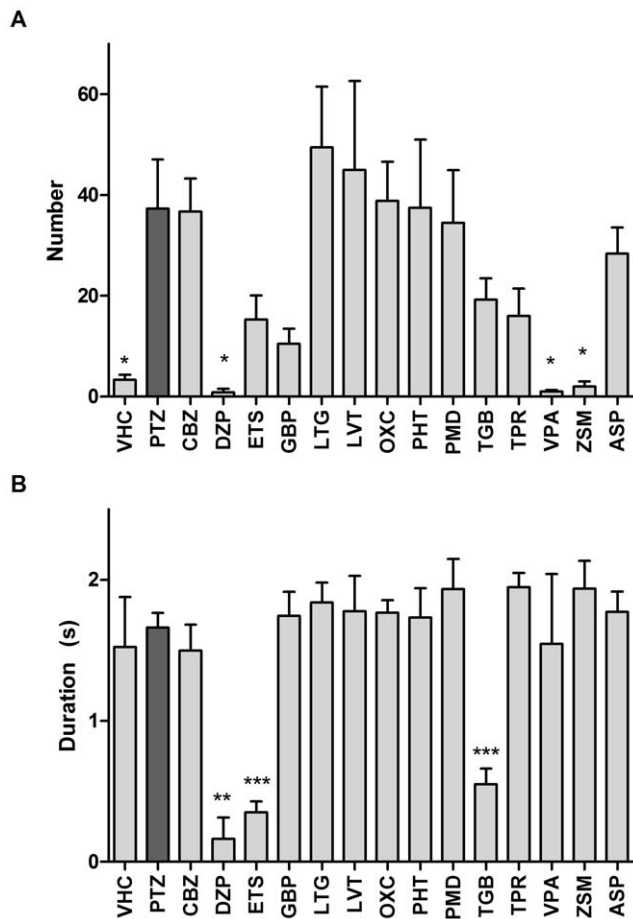 A
Number
60
40
20
0
* * * *
VHC PTZ CBZ DZP ETS GBP LTG LVT OXC PHT PMD TGB TPR VPA ZSM ASP
B
Duration (s)
2
1
0
** *** ***
VHC PTZ CBZ DZP ETS GBP LTG LVT OXC PHT PMD TGB TPR VPA ZSM ASP